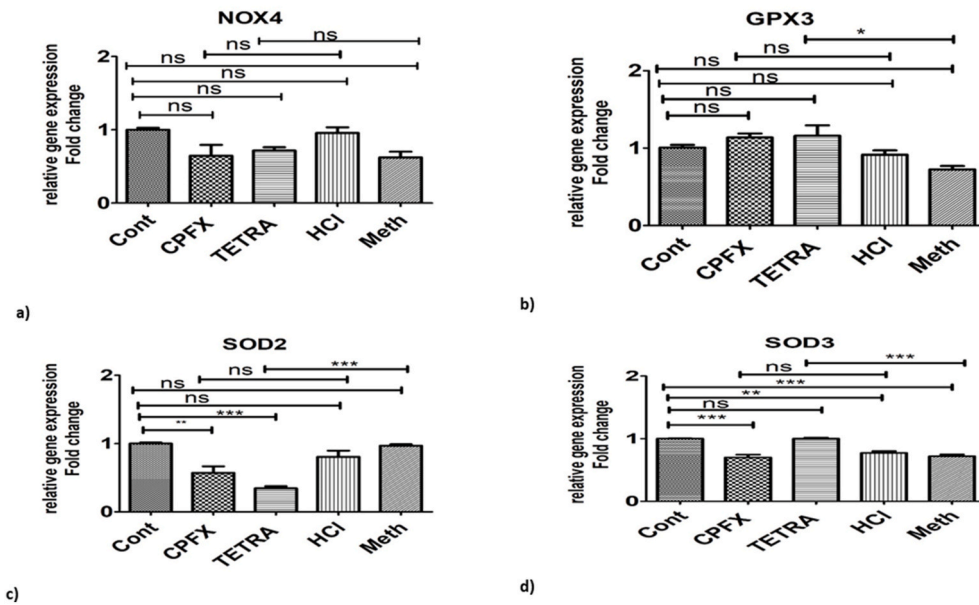 NOX4
relative gene expression
Fold change
2
1
0
ns
ns
ns
ns
ns
ns
Cont
CPFX
TETRA
HCl
Meth
a)
GPX3
relative gene expression
Fold change
2
1
0
*
ns
ns
ns
ns
ns
Cont
CPFX
TETRA
HCl
Meth
b)
SOD2
relative gene expression
Fold change
2
1
0
***
ns
ns
ns
***
**
Cont
CPFX
TETRA
HCl
Meth
c)
SOD3
relative gene expression
Fold change
2
1
0
***
ns
***
**
ns
***
Cont
CPFX
TETRA
HCl
Meth
d)